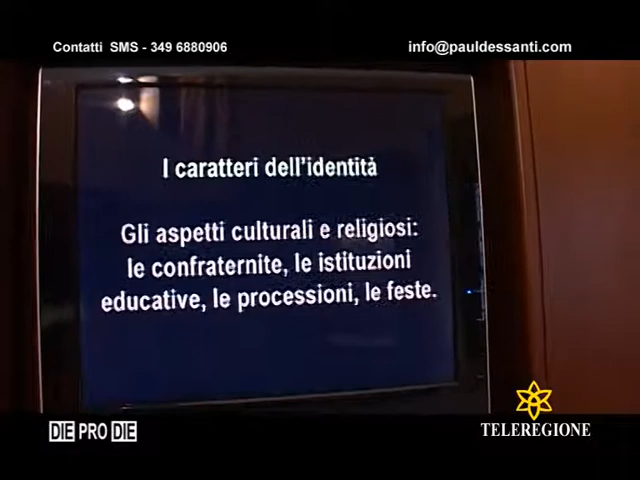 Contatti SMS - 349 6880906
info@pauldessanti.com
I caratteri dell'identità
Gli aspetti culturali e religiosi:
le confraternite, le istituzioni
educative, le processioni, le feste.
DIE PRO DIE
TELEREGIONE